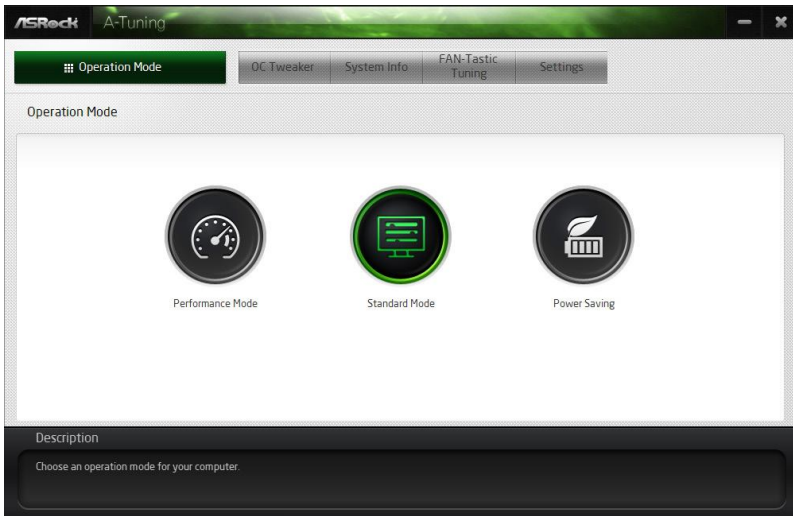 ASRock A-Tuning
Operation Mode
OC Tweaker
System Info
FAN-Tastic
Tuning
Settings
Operation Mode
Performance Mode
Standard Mode
Power Saving
Description
Choose an operation mode for your computer.